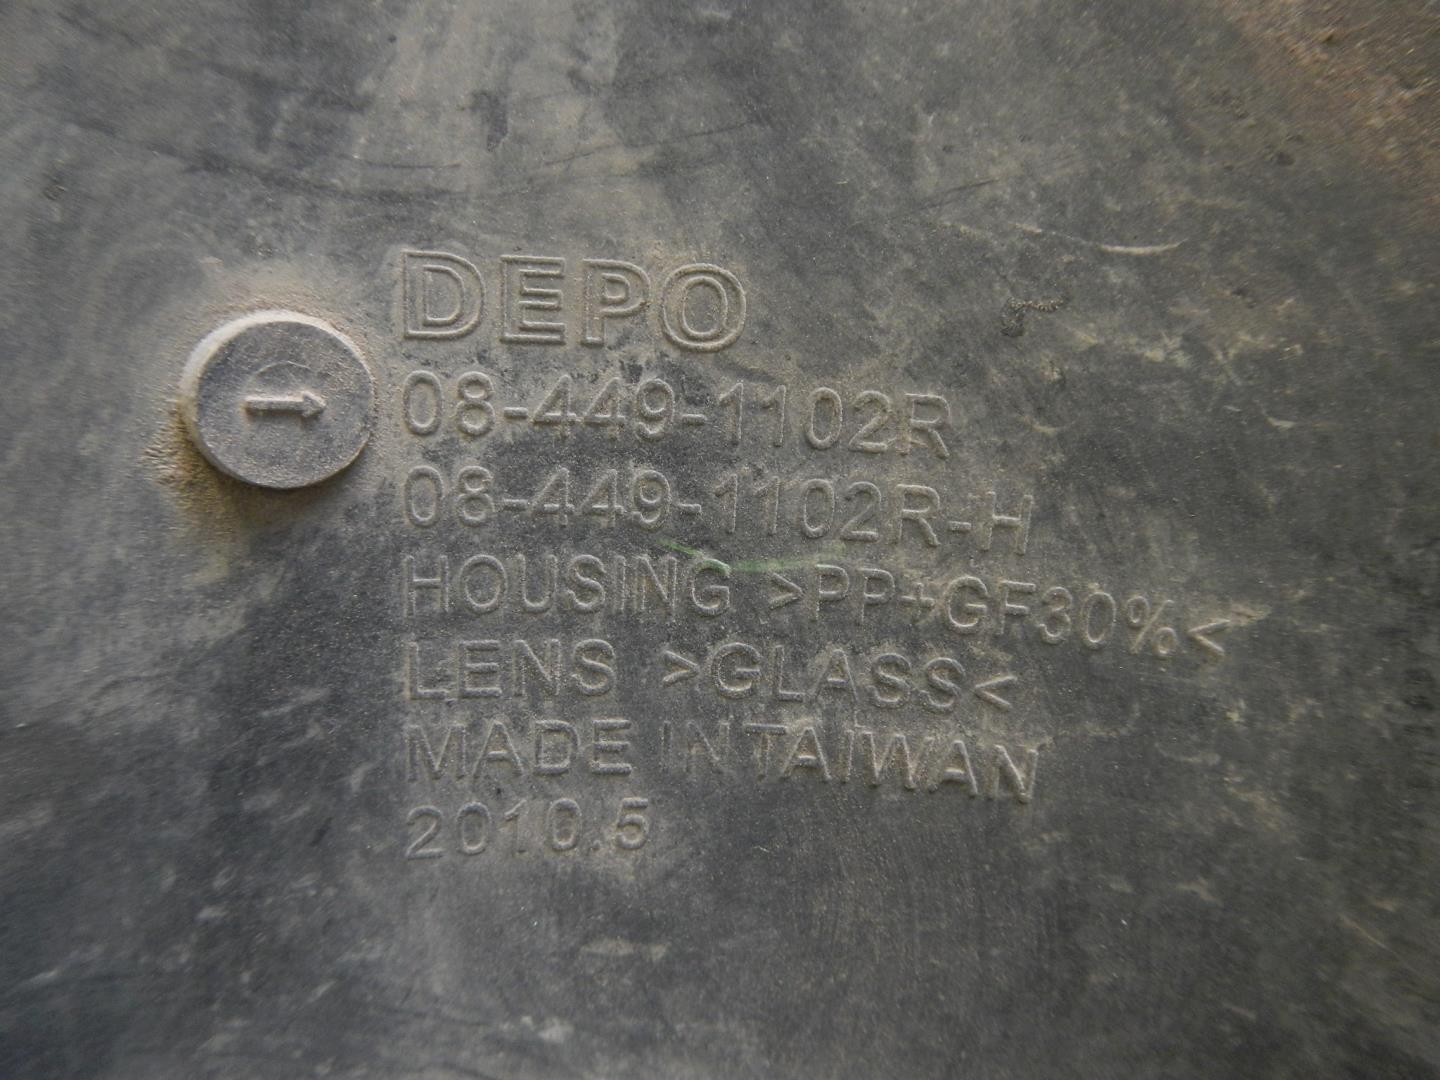 DEPO
08-449-1102R
08-449-1102R-H
HOUSING >PP+GF30%<
LENS >GLASS<
MADE IN TAIWAN
2010.5